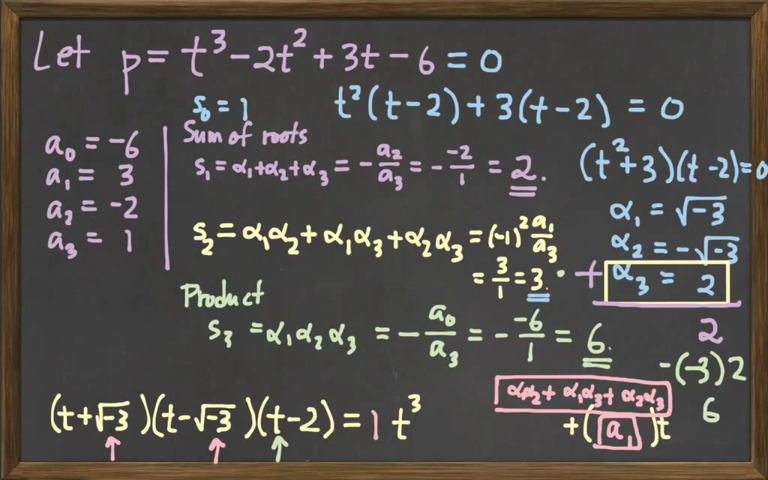 Let p = t³ − 2t² + 3t − 6 = 0
s₀ = 1 t²(t−2) + 3(t−2) = 0
(t²+3)(t−2) = 0
α₁ = √−3
α₂ = −√−3
α₃ = 2
+
2
−(−3)2
6
a₀ = −6
a₁ = 3
a₂ = −2
a₃ = 1
Sum of roots
s₁ = α₁+α₂+α₃ = −a₂/a₃ = −−2/1 = 2.
s₂ = α₁α₂ + α₁α₃ + α₂α₃ = (−1)² a₁/a₃
= 3/1 = 3.
Product
s₃ = α₁α₂α₃ = −a₀/a₃ = −−6/1 = 6.
α₁α₂ + α₁α₃ + α₂α₃
(t+√−3)(t−√−3)(t−2) = 1 t³ +(a₁)t